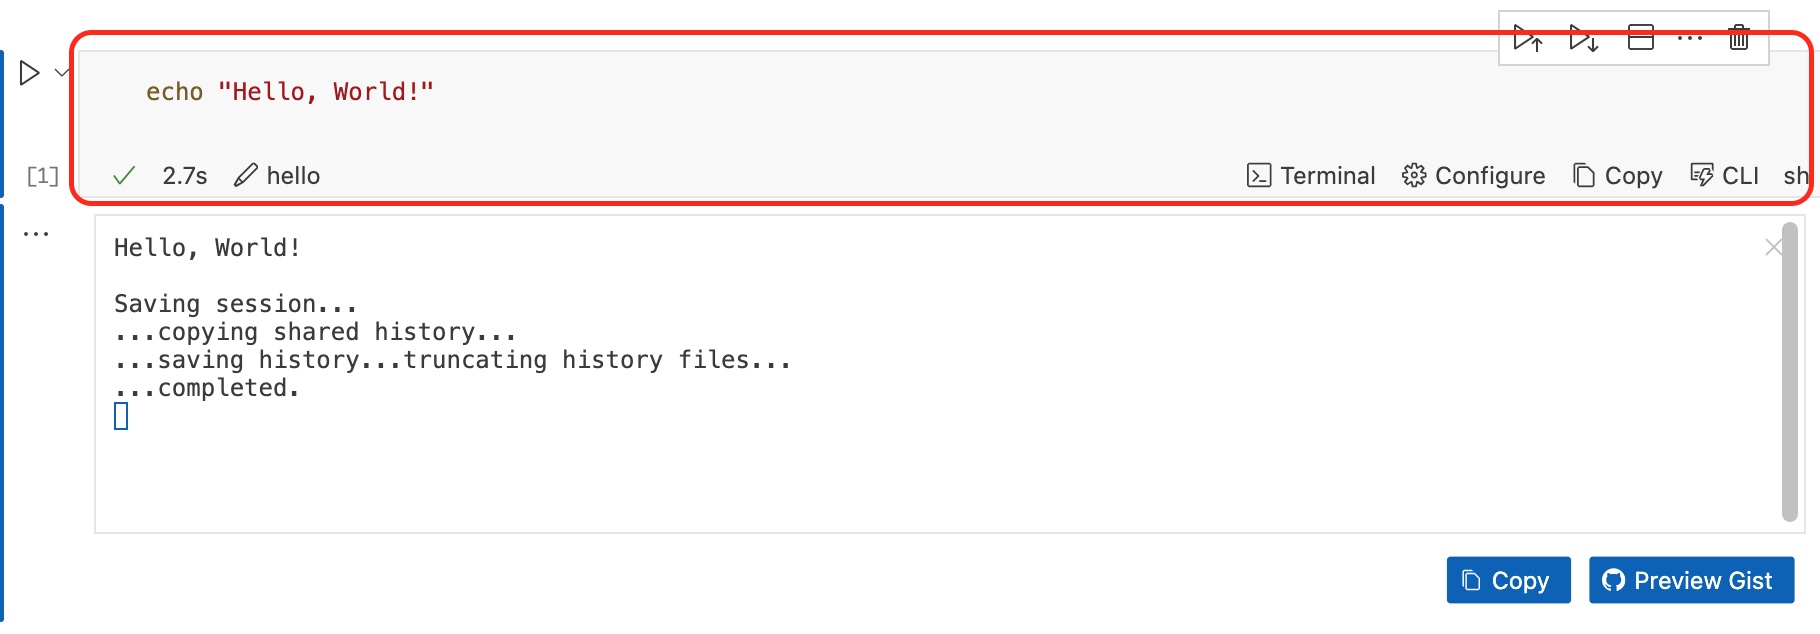 echo "Hello, World!"
[1] 2.7s hello Terminal Configure Copy CLI sh
...
Hello, World!
Saving session...
...copying shared history...
...saving history...truncating history files...
...completed.
Copy Preview Gist